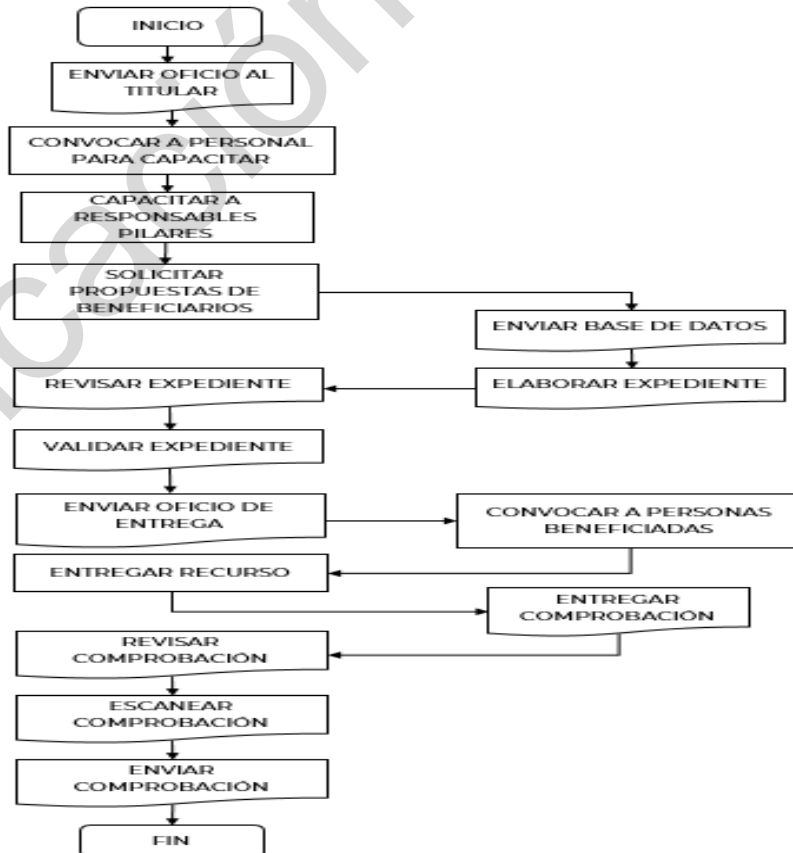 INICIO
ENVIAR OFICIO AL
TITULAR
CONVOCAR A PERSONAL
PARA CAPACITAR
CAPACITAR A
RESPONSABLES
PILARES
SOLICITAR
PROPUESTAS DE
BENEFICIARIOS
ENVIAR BASE DE DATOS
ELABORAR EXPEDIENTE
REVISAR EXPEDIENTE
VALIDAR EXPEDIENTE
ENVIAR OFICIO DE
ENTREGA
CONVOCAR A PERSONAS
BENEFICIADAS
ENTREGAR RECURSO
ENTREGAR
COMPROBACIÓN
REVISAR
COMPROBACIÓN
ESCANEAR
COMPROBACIÓN
ENVIAR
COMPROBACIÓN
FIN
icación